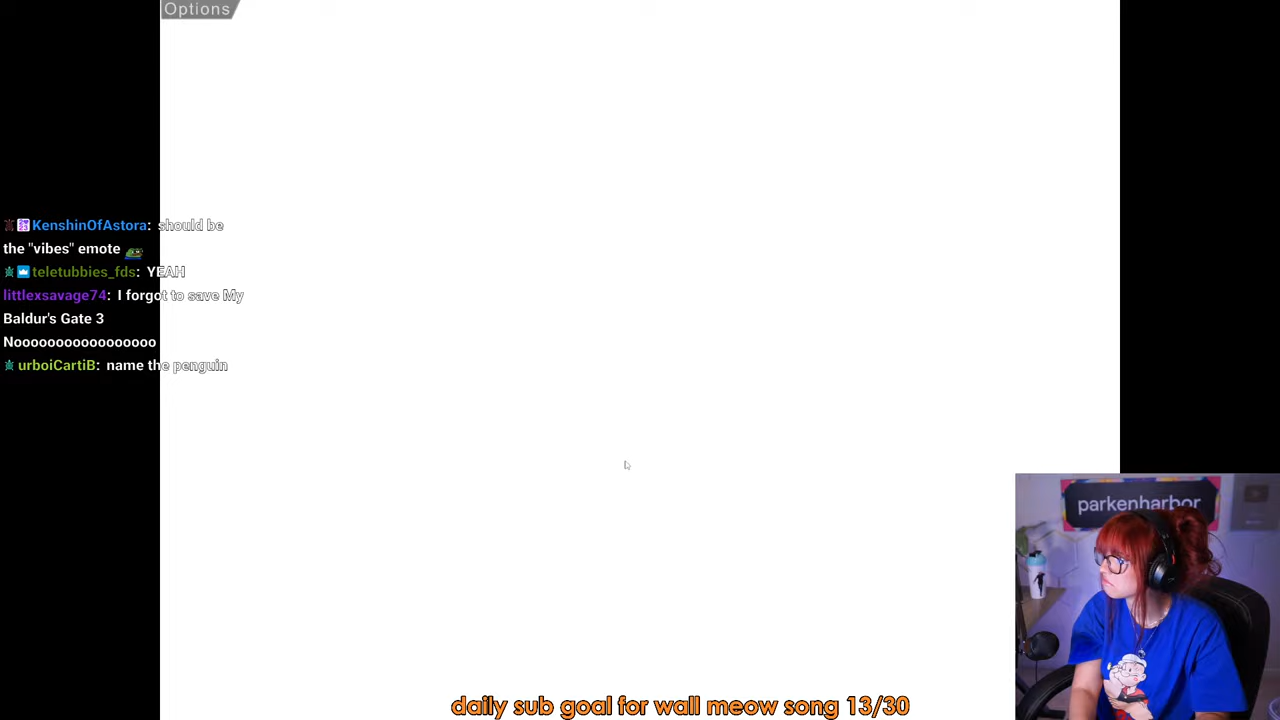 Options
KenshinOfAstora: should be
the "vibes" emote
teletubbies_fds: YEAH
littlexsavage74: I forgot to save My
Baldur's Gate 3
Nooooooooooooooooo
urboiCartiB: name the penguin
parkenharbor
daily sub goal for wall meow song 13/30